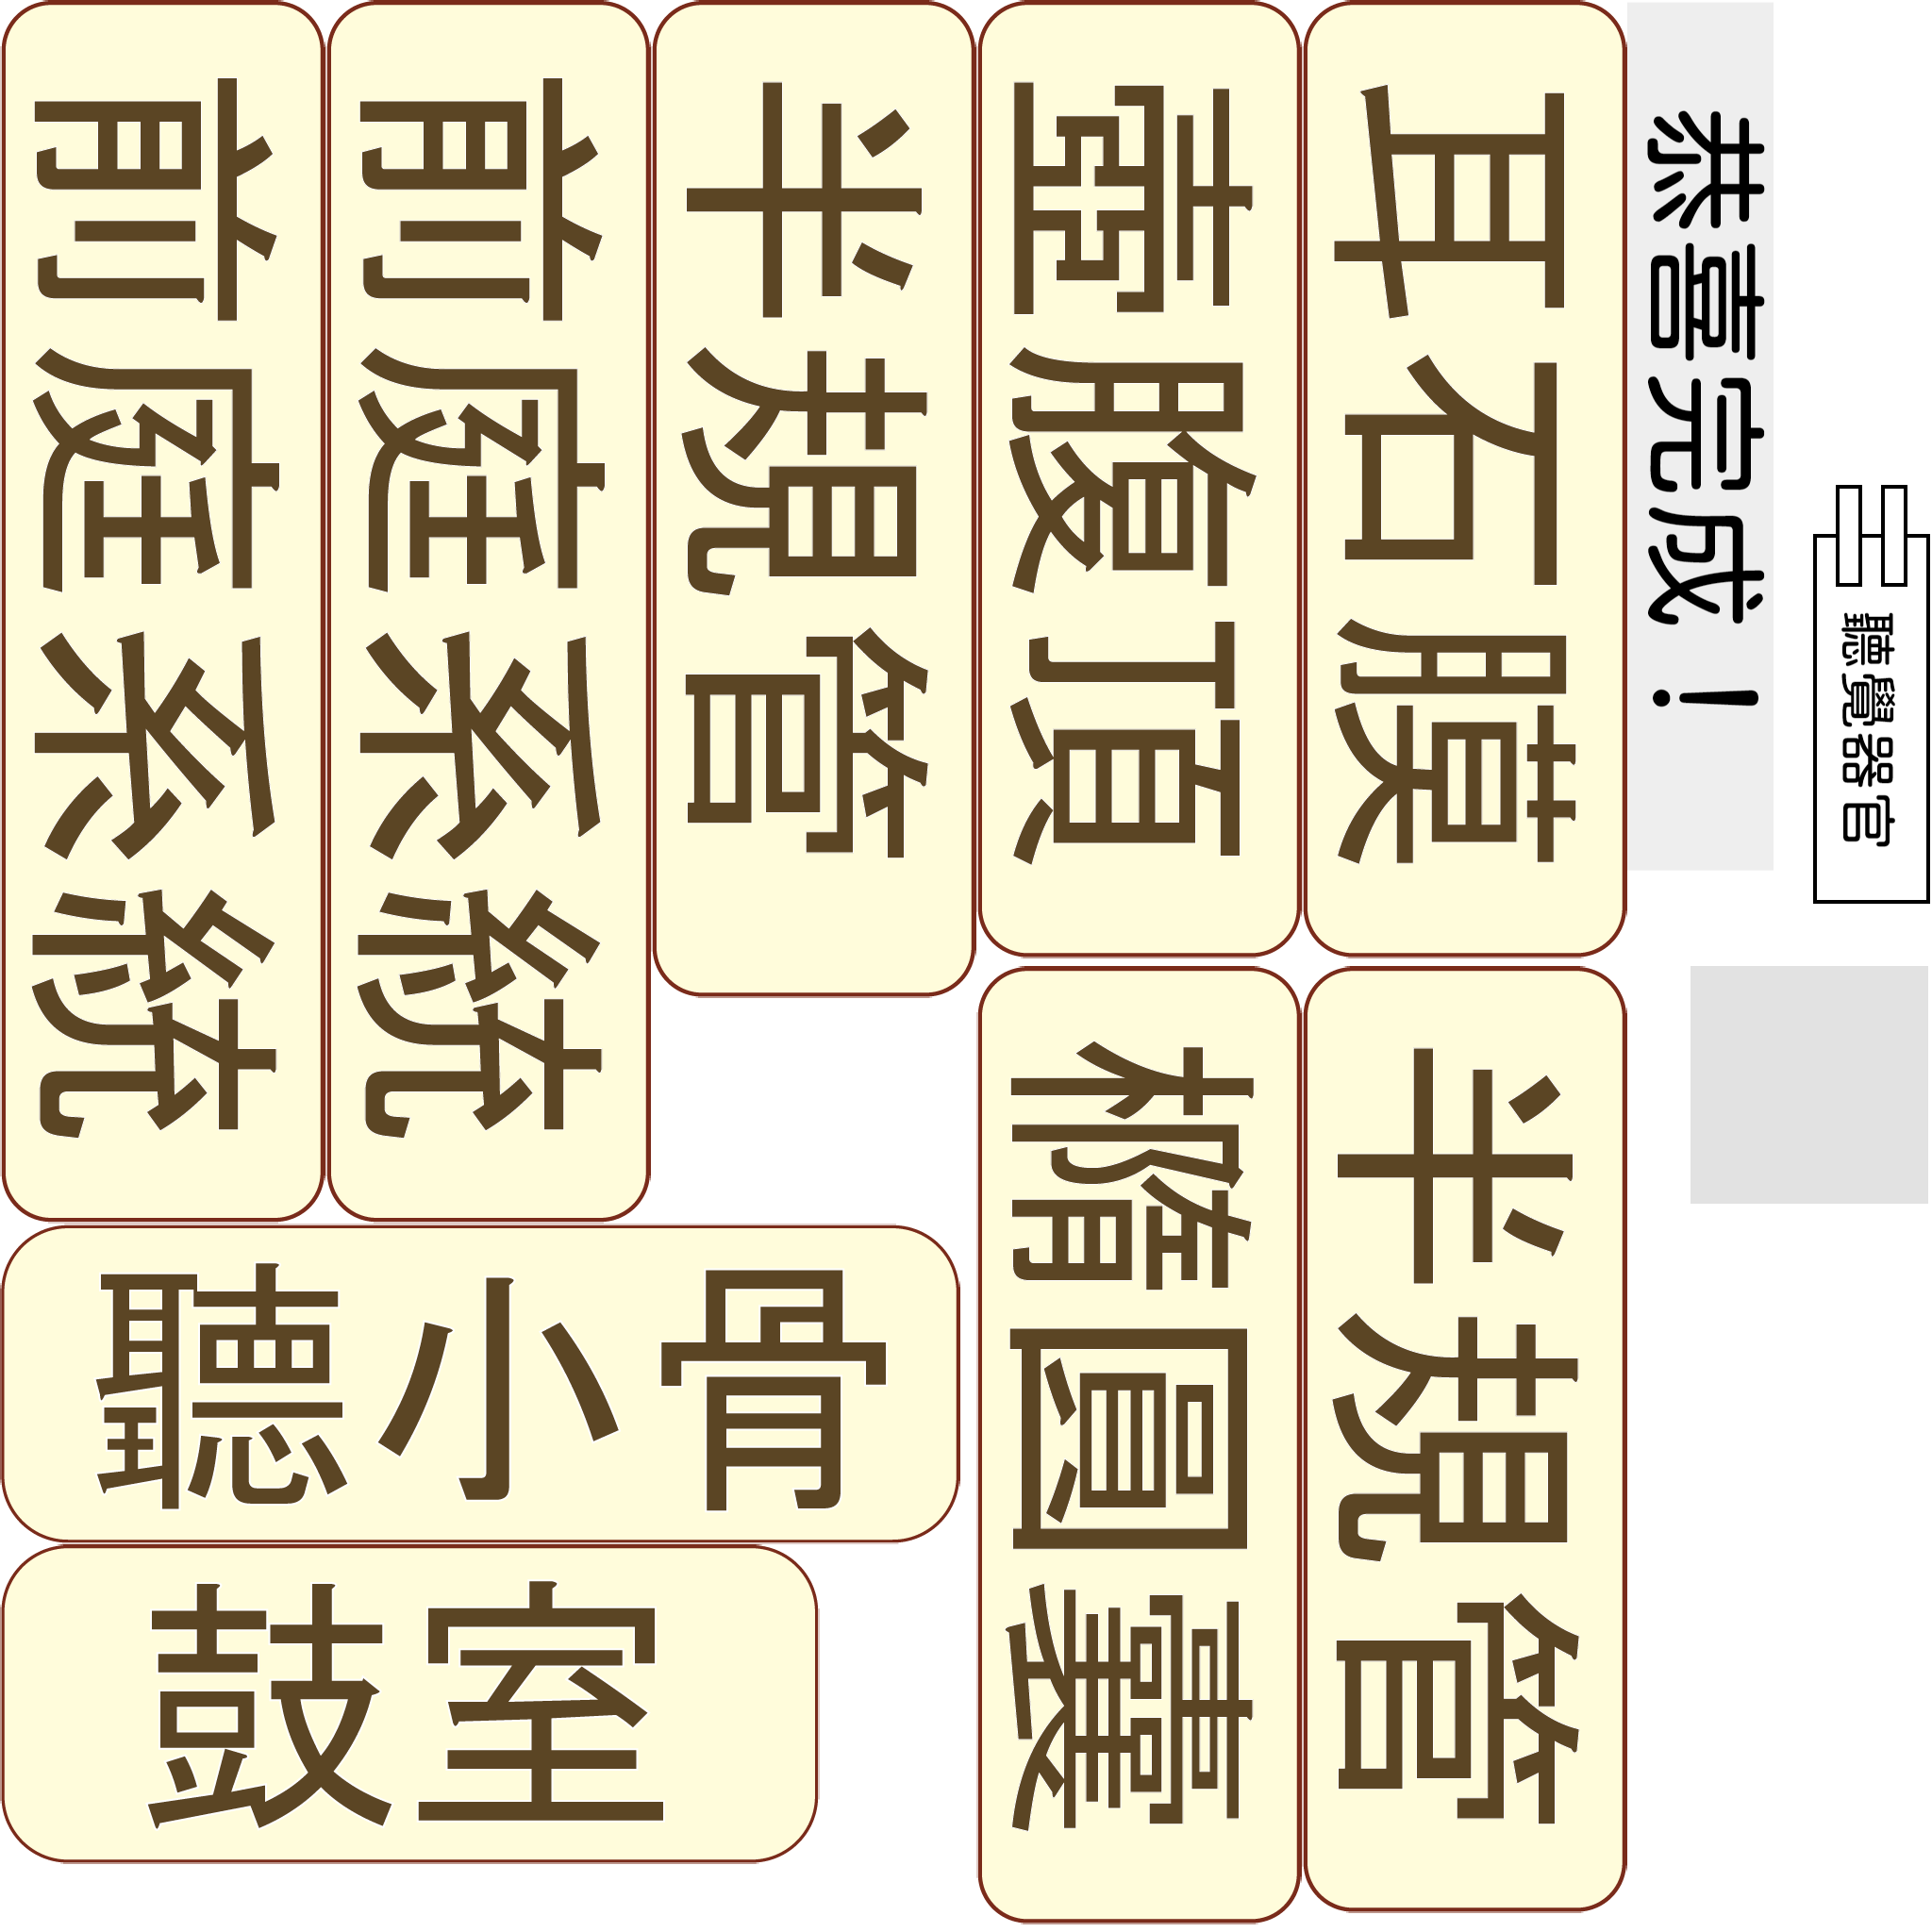 前庭系統
前庭系統
半規管
壺腹頂
耳石膜
恭喜完成！
聽覺器官
橢圓囊
半規管
聽小骨
鼓室